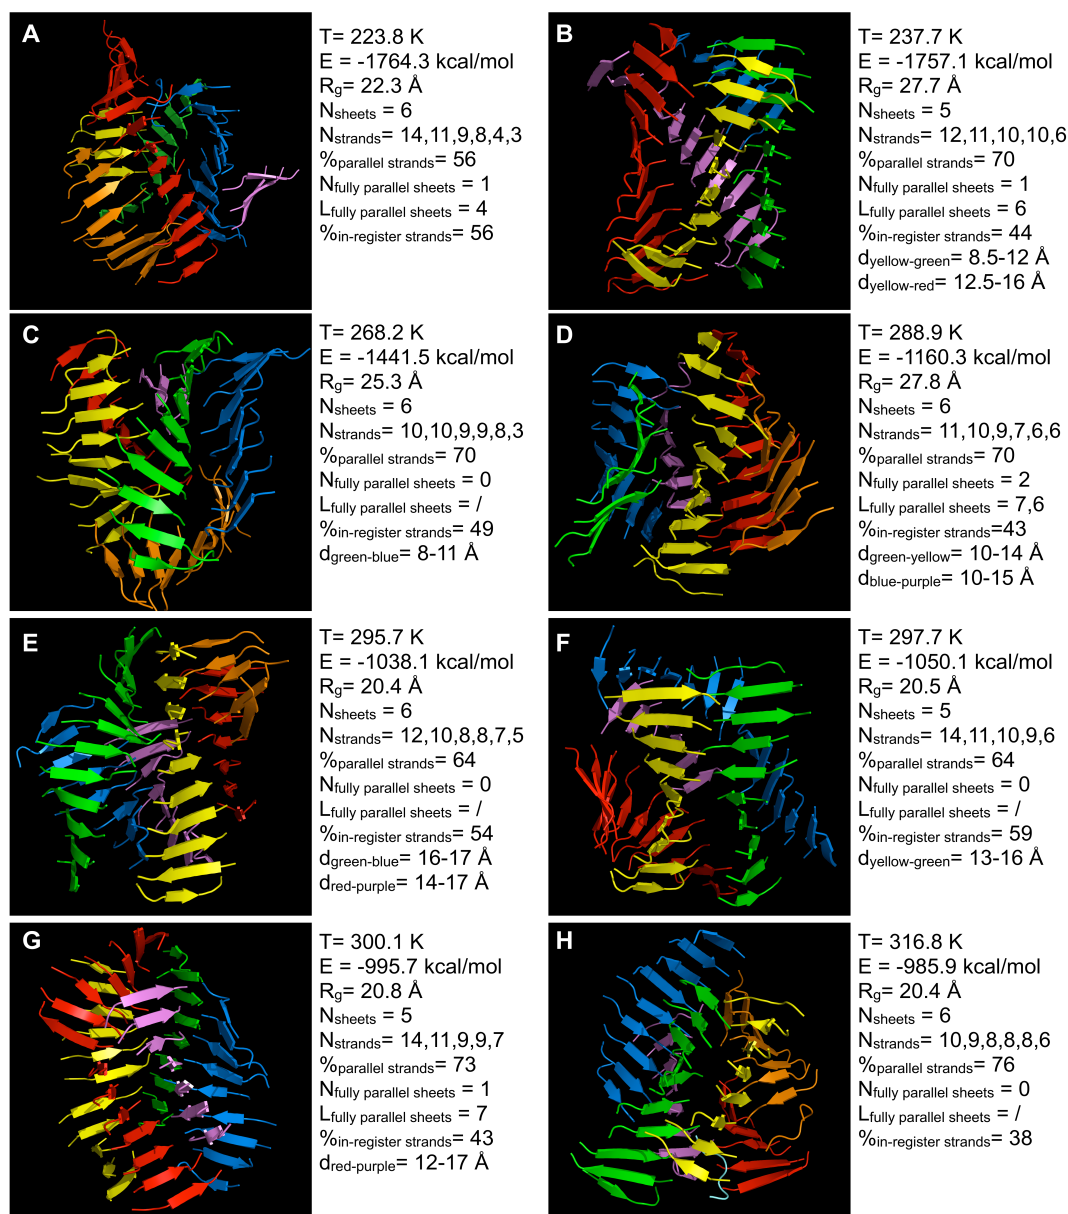 A
T= 223.8 K
E = -1764.3 kcal/mol
Rg= 22.3 Å
Nsheets = 6
Nstrands= 14,11,9,8,4,3
%parallel strands= 56
Nfully parallel sheets = 1
Lfully parallel sheets = 4
%in-register strands= 56
B
T= 237.7 K
E = -1757.1 kcal/mol
Rg= 27.7 Å
Nsheets = 5
Nstrands= 12,11,10,10,6
%parallel strands= 70
Nfully parallel sheets = 1
Lfully parallel sheets = 6
%in-register strands= 44
dyellow-green= 8.5-12 Å
dyellow-red= 12.5-16 Å
C
T= 268.2 K
E = -1441.5 kcal/mol
Rg= 25.3 Å
Nsheets = 6
Nstrands= 10,10,9,9,8,3
%parallel strands= 70
Nfully parallel sheets = 0
Lfully parallel sheets = /
%in-register strands= 49
dgreen-blue= 8-11 Å
D
T= 288.9 K
E = -1160.3 kcal/mol
Rg= 27.8 Å
Nsheets = 6
Nstrands= 11,10,9,7,6,6
%parallel strands= 70
Nfully parallel sheets = 2
Lfully parallel sheets = 7,6
%in-register strands=43
dgreen-yellow= 10-14 Å
dblue-purple= 10-15 Å
E
T= 295.7 K
E = -1038.1 kcal/mol
Rg= 20.4 Å
Nsheets = 6
Nstrands= 12,10,8,8,7,5
%parallel strands= 64
Nfully parallel sheets = 0
Lfully parallel sheets = /
%in-register strands= 54
dgreen-blue= 16-17 Å
dred-purple= 14-17 Å
F
T= 297.7 K
E = -1050.1 kcal/mol
Rg= 20.5 Å
Nsheets = 5
Nstrands= 14,11,10,9,6
%parallel strands= 64
Nfully parallel sheets = 0
Lfully parallel sheets = /
%in-register strands= 59
dyellow-green= 13-16 Å
G
T= 300.1 K
E = -995.7 kcal/mol
Rg= 20.8 Å
Nsheets = 5
Nstrands= 14,11,9,9,7
%parallel strands= 73
Nfully parallel sheets = 1
Lfully parallel sheets = 7
%in-register strands= 43
dred-purple= 12-17 Å
H
T= 316.8 K
E = -985.9 kcal/mol
Rg= 20.4 Å
Nsheets = 6
Nstrands= 10,9,8,8,8,6
%parallel strands= 76
Nfully parallel sheets = 0
Lfully parallel sheets = /
%in-register strands= 38